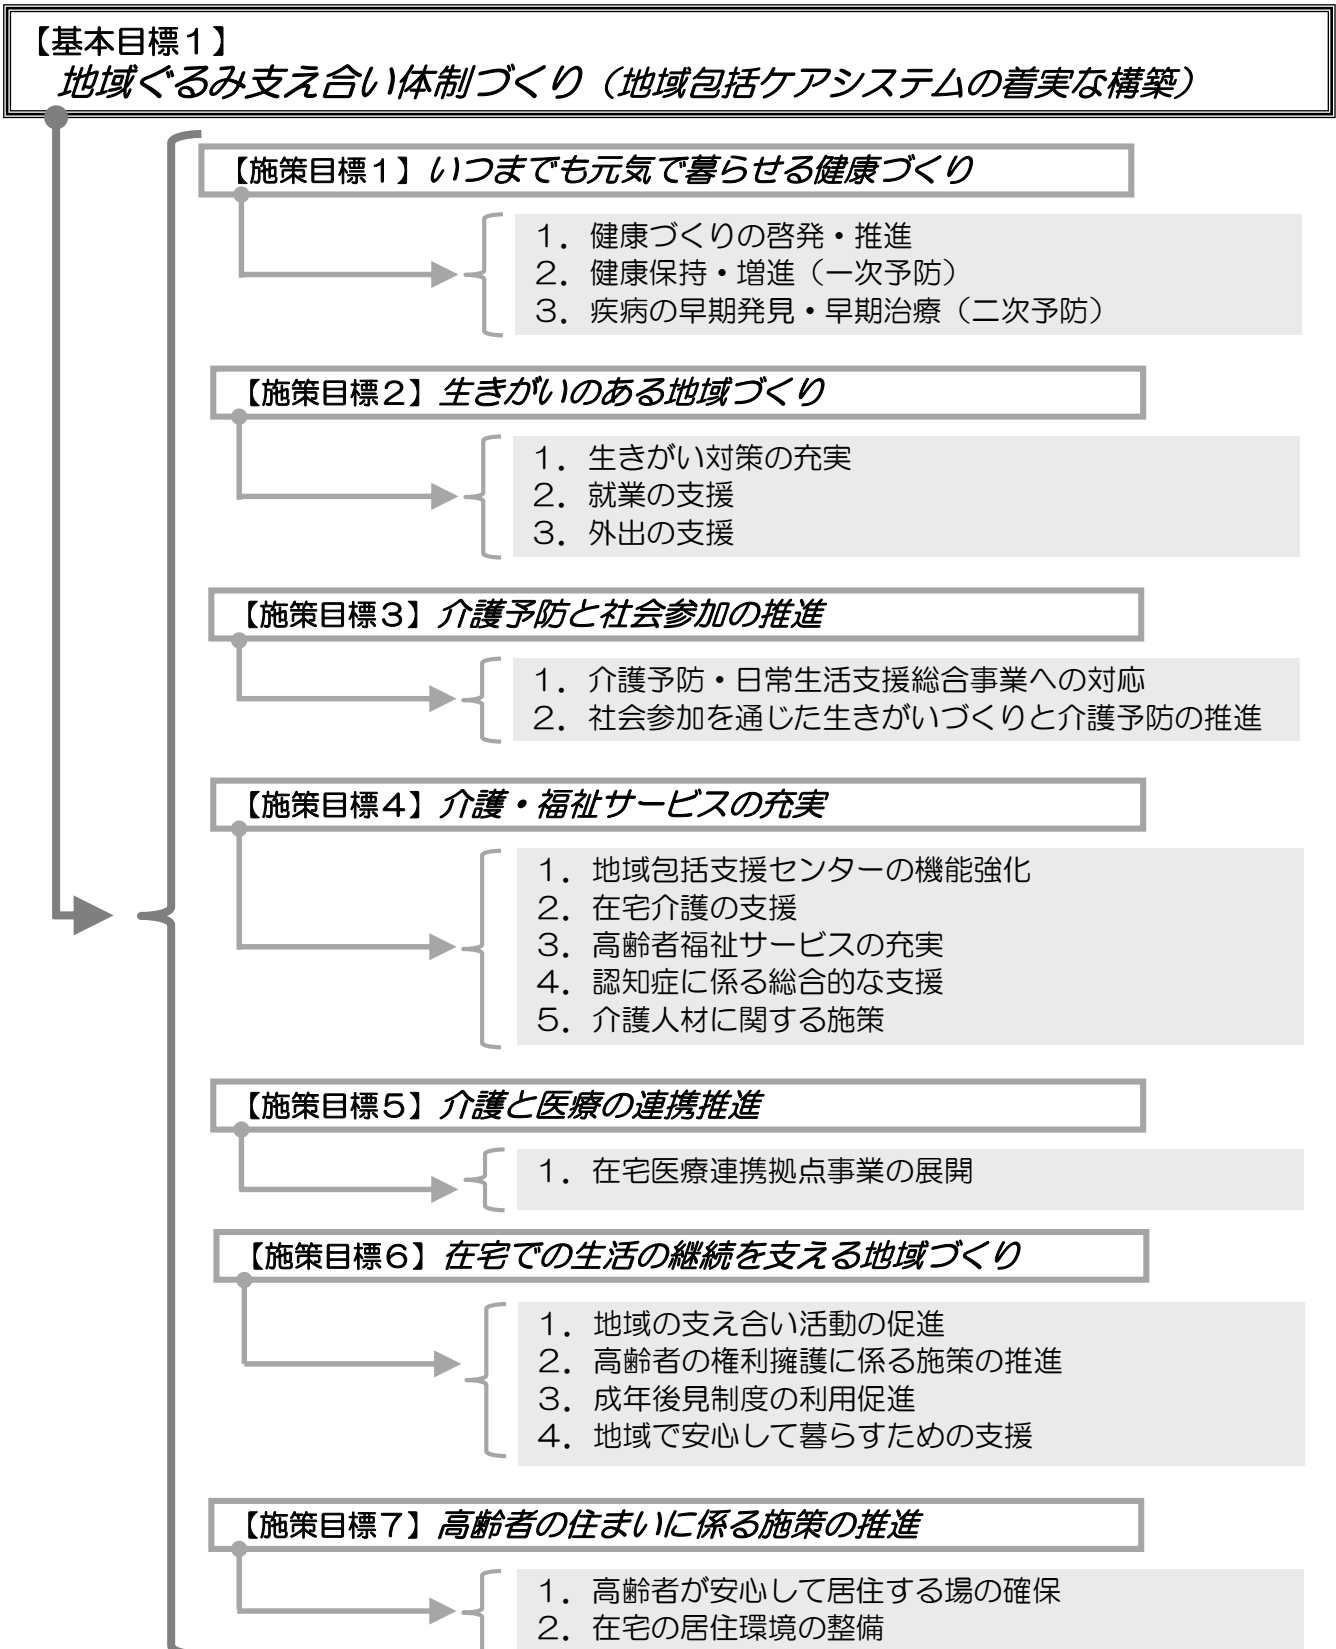 【基本目標１】
地域ぐるみ支え合い体制づくり（地域包括ケアシステムの着実な構築）
【施策目標１】いつまでも元気で暮らせる健康づくり
１．健康づくりの啓発・推進
２．健康保持・増進（一次予防）
３．疾病の早期発見・早期治療（二次予防）
【施策目標２】生きがいのある地域づくり
１．生きがい対策の充実
２．就業の支援
３．外出の支援
【施策目標３】介護予防と社会参加の推進
１．介護予防・日常生活支援総合事業への対応
２．社会参加を通じた生きがいづくりと介護予防の推進
【施策目標４】介護・福祉サービスの充実
１．地域包括支援センターの機能強化
２．在宅介護の支援
３．高齢者福祉サービスの充実
４．認知症に係る総合的な支援
５．介護人材に関する施策
【施策目標５】介護と医療の連携推進
１．在宅医療連携拠点事業の展開
【施策目標６】在宅での生活の継続を支える地域づくり
１．地域の支え合い活動の促進
２．高齢者の権利擁護に係る施策の推進
３．成年後見制度の利用促進
４．地域で安心して暮らすための支援
【施策目標７】高齢者の住まいに係る施策の推進
１．高齢者が安心して居住する場の確保
２．在宅の居住環境の整備